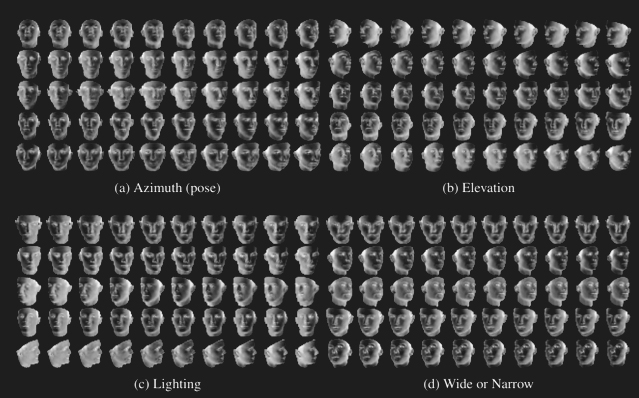 (a) Azimuth (pose)
(b) Elevation
(c) Lighting
(d) Wide or Narrow